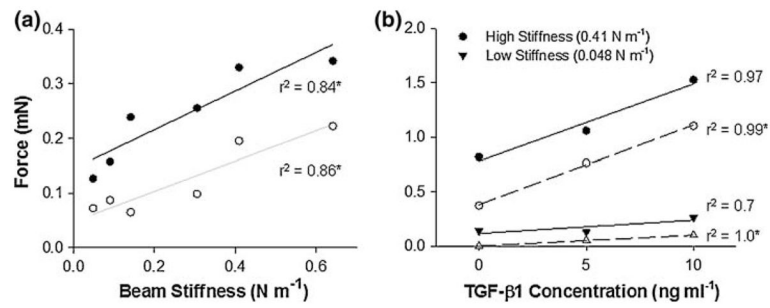 (a)
0.4
0.3
0.2
0.1
0.0
Force (mN)
r² = 0.84*
r² = 0.86*
0.0 0.2 0.4 0.6
Beam Stiffness (N m⁻¹)
(b)
2.0
1.5
1.0
0.5
0.0
High Stiffness (0.41 N m⁻¹)
Low Stiffness (0.048 N m⁻¹)
r² = 0.97
r² = 0.99*
r² = 0.7
r² = 1.0*
0 5 10
TGF-β1 Concentration (ng ml⁻¹)